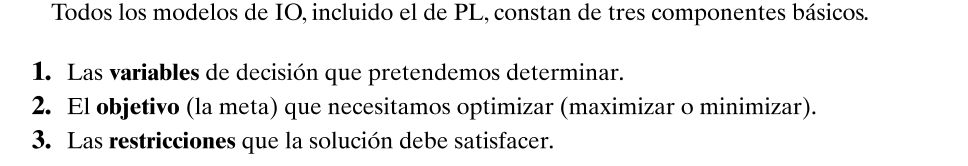 Todos los modelos de IO, incluido el de PL, constan de tres componentes básicos.
1. Las variables de decisión que pretendemos determinar.
2. El objetivo (la meta) que necesitamos optimizar (maximizar o minimizar).
3. Las restricciones que la solución debe satisfacer.